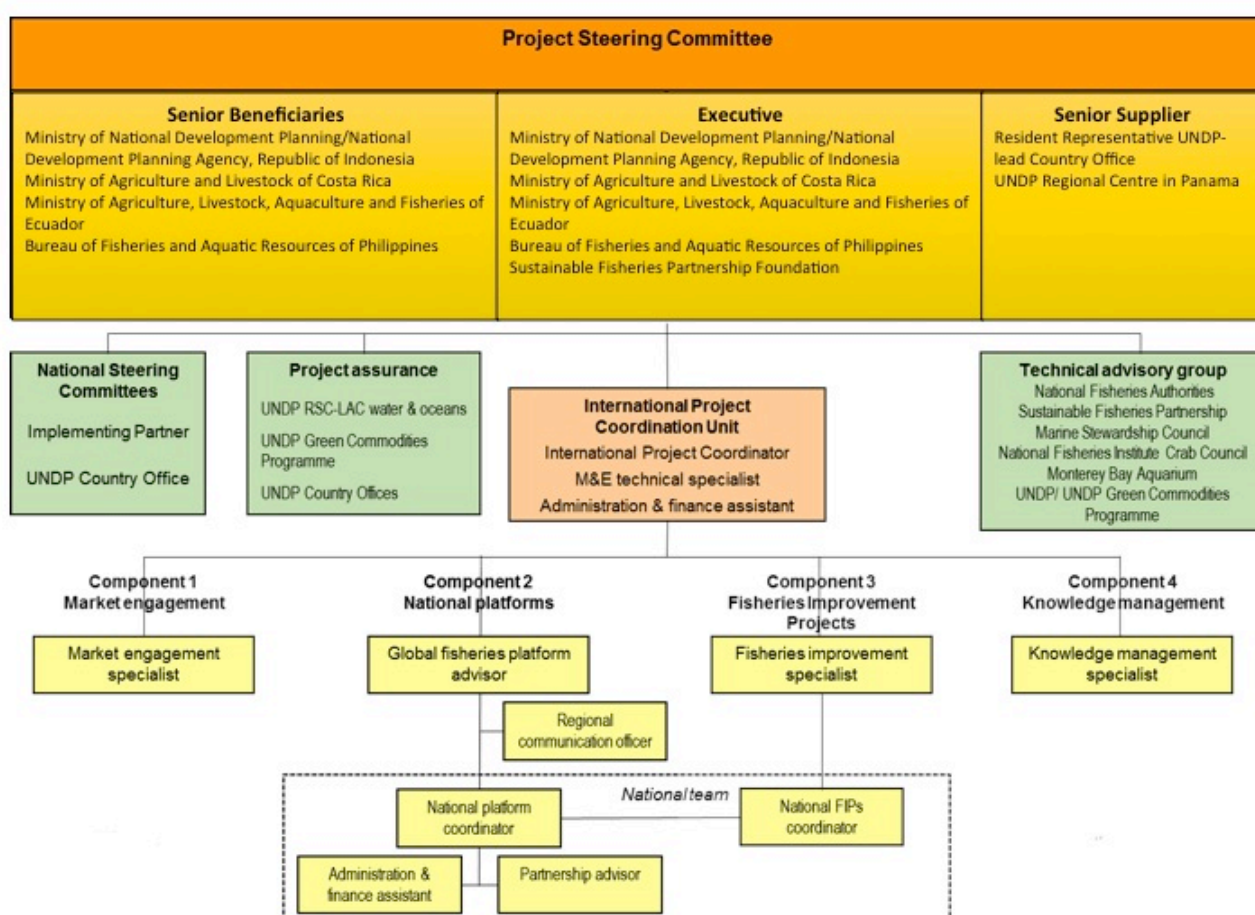 Project Steering Committee
Senior Beneficiaries
Ministry of National Development Planning/National
Development Planning Agency, Republic of Indonesia
Ministry of Agriculture and Livestock of Costa Rica
Ministry of Agriculture, Livestock, Aquaculture and Fisheries of
Ecuador
Bureau of Fisheries and Aquatic Resources of Philippines
Executive
Ministry of National Development Planning/National
Development Planning Agency, Republic of Indonesia
Ministry of Agriculture and Livestock of Costa Rica
Ministry of Agriculture, Livestock, Aquaculture and Fisheries of
Ecuador
Bureau of Fisheries and Aquatic Resources of Philippines
Sustainable Fisheries Partnership Foundation
Senior Supplier
Resident Representative UNDP-
lead Country Office
UNDP Regional Centre in Panama
National Steering
Committees
Implementing Partner
UNDP Country Office
Project assurance
UNDP RSC-LAC water & oceans
UNDP Green Commodities
Programme
UNDP Country Offices
International Project
Coordination Unit
International Project Coordinator
M&E technical specialist
Administration & finance assistant
Technical advisory group
National Fisheries Authorities
Sustainable Fisheries Partnership
Marine Stewardship Council
National Fisheries Institute Crab Council
Monterey Bay Aquarium
UNDP/ UNDP Green Commodities
Programme
Component 1
Market engagement
Component 2
National platforms
Component 3
Fisheries Improvement
Projects
Component 4
Knowledge management
Market engagement
specialist
Global fisheries platform
advisor
Fisheries improvement
specialist
Knowledge management
specialist
Regional
communication officer
National team
National platform
coordinator
National FIPs
coordinator
Administration &
finance assistant
Partnership advisor